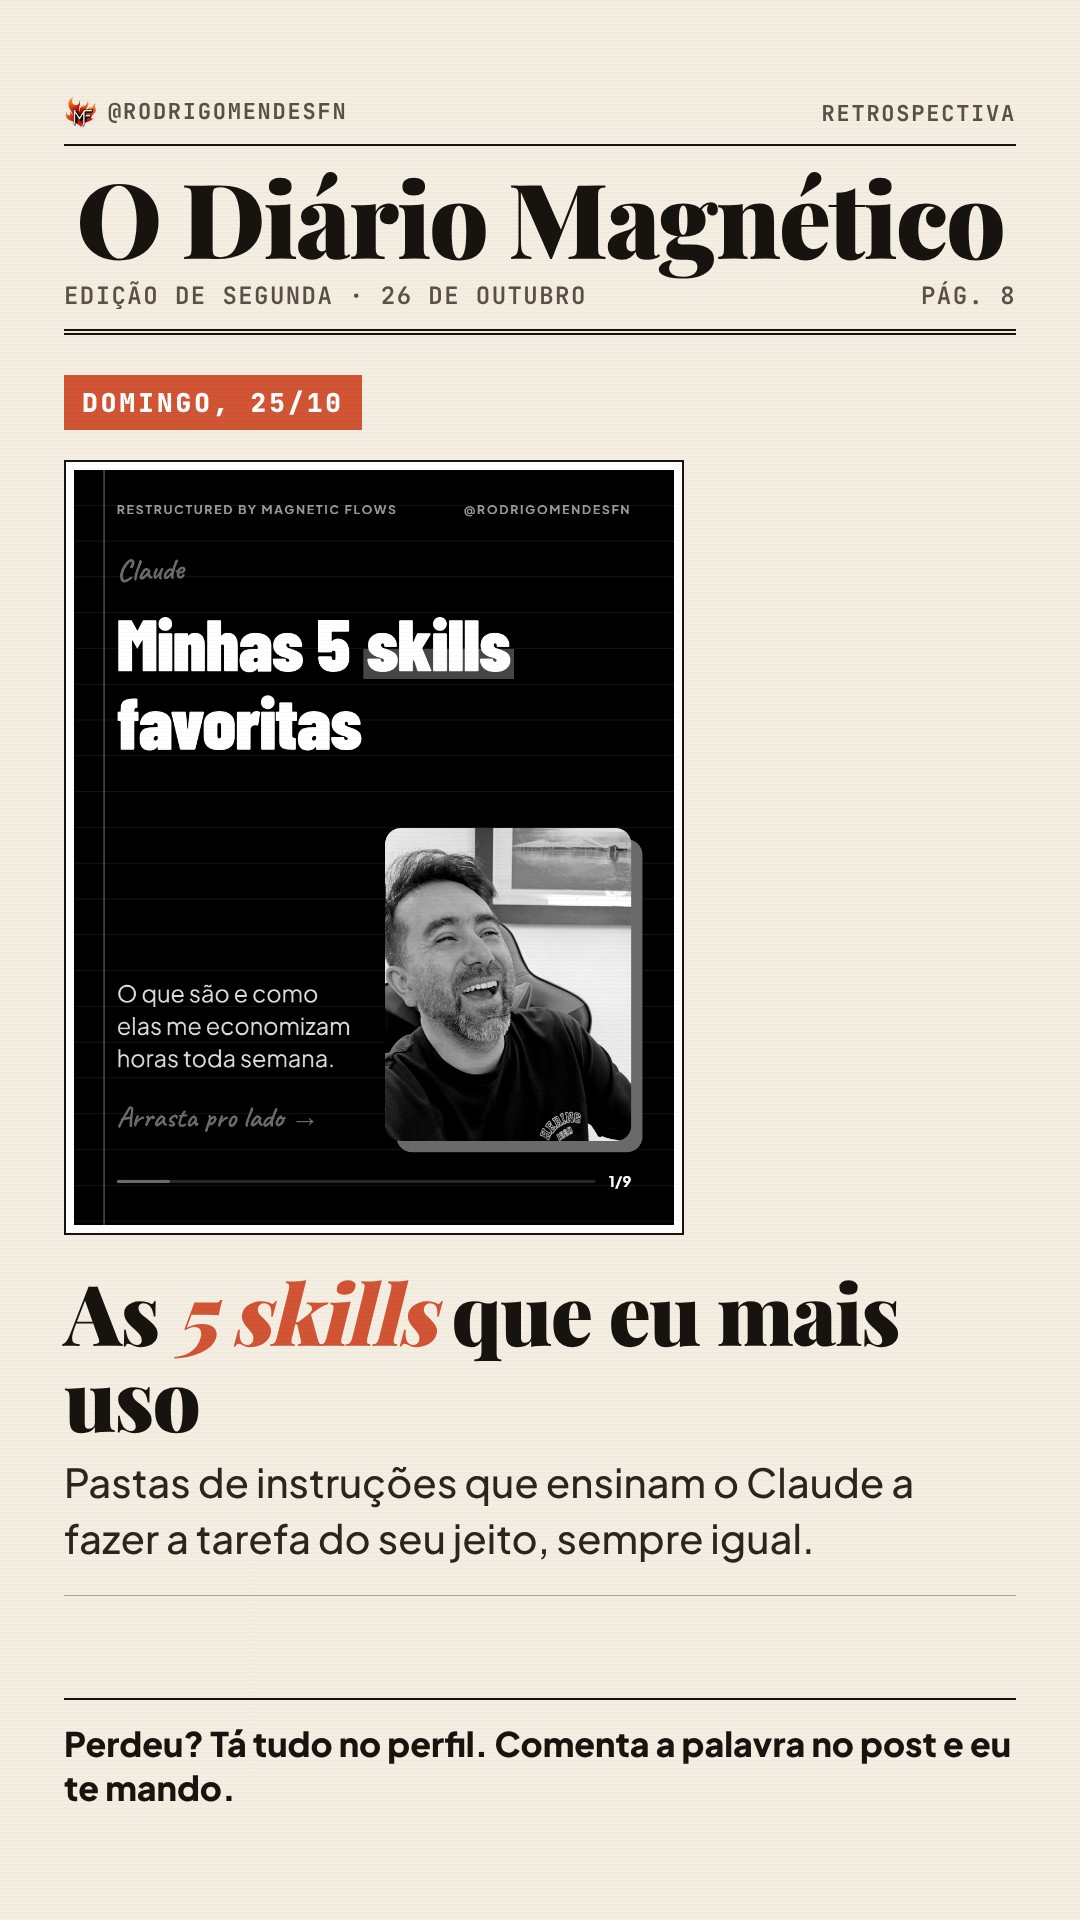 MF @RODRIGOMENDESFN
RETROSPECTIVA
O Diário Magnético
EDIÇÃO DE SEGUNDA · 26 DE OUTUBRO
PÁG. 8
DOMINGO, 25/10
RESTRUCTURED BY MAGNETIC FLOWS
@RODRIGOMENDESFN
Claude
Minhas 5 skills
favoritas
O que são e como
elas me economizam
horas toda semana.
Arrasta pro lado →
HERING
1/9
As 5 skills que eu mais
uso
Pastas de instruções que ensinam o Claude a
fazer a tarefa do seu jeito, sempre igual.
Perdeu? Tá tudo no perfil. Comenta a palavra no post e eu
te mando.